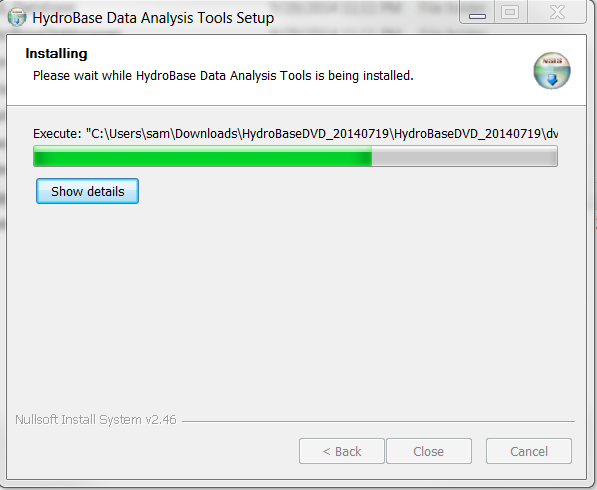 HydroBase Data Analysis Tools Setup
Installing
Please wait while HydroBase Data Analysis Tools is being installed.
Execute: "C:\Users\sam\Downloads\HydroBaseDVD_20140719\HydroBaseDVD_20140719\dv
Show details
Nullsoft Install System v2.46
< Back
Close
Cancel